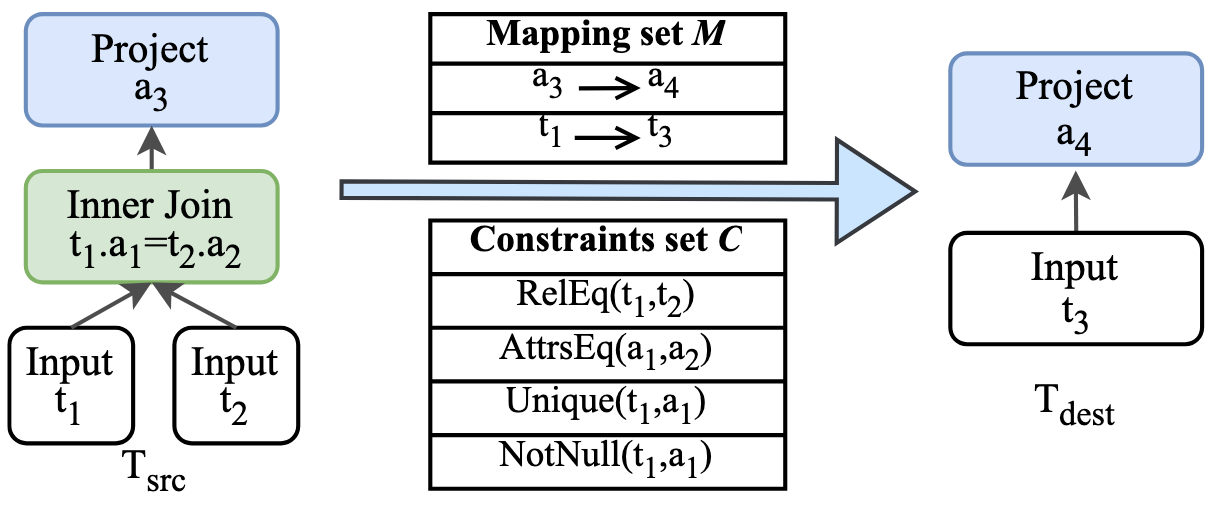 Project
a3
Inner Join
t1.a1=t2.a2
Input
t1
Input
t2
Tsrc
Mapping set M
a3 → a4
t1 → t3
Constraints set C
RelEq(t1,t2)
AttrsEq(a1,a2)
Unique(t1,a1)
NotNull(t1,a1)
Project
a4
Input
t3
Tdest